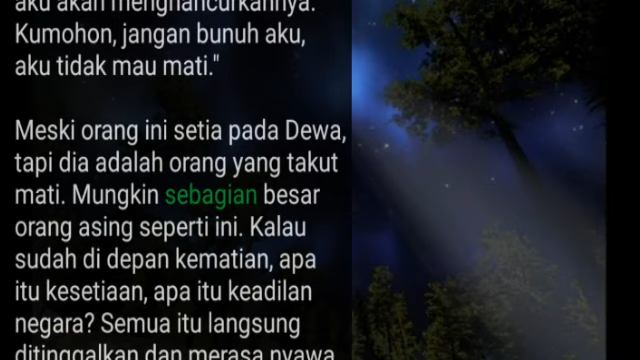 aku akan menghancurkannya.
Kumohon, jangan bunuh aku,
aku tidak mau mati."
Meski orang ini setia pada Dewa,
tapi dia adalah orang yang takut
mati. Mungkin sebagian besar
orang asing seperti ini. Kalau
sudah di depan kematian, apa
itu kesetiaan, apa itu keadilan
negara? Semua itu langsung
ditinggalkan dan merasa nyawa